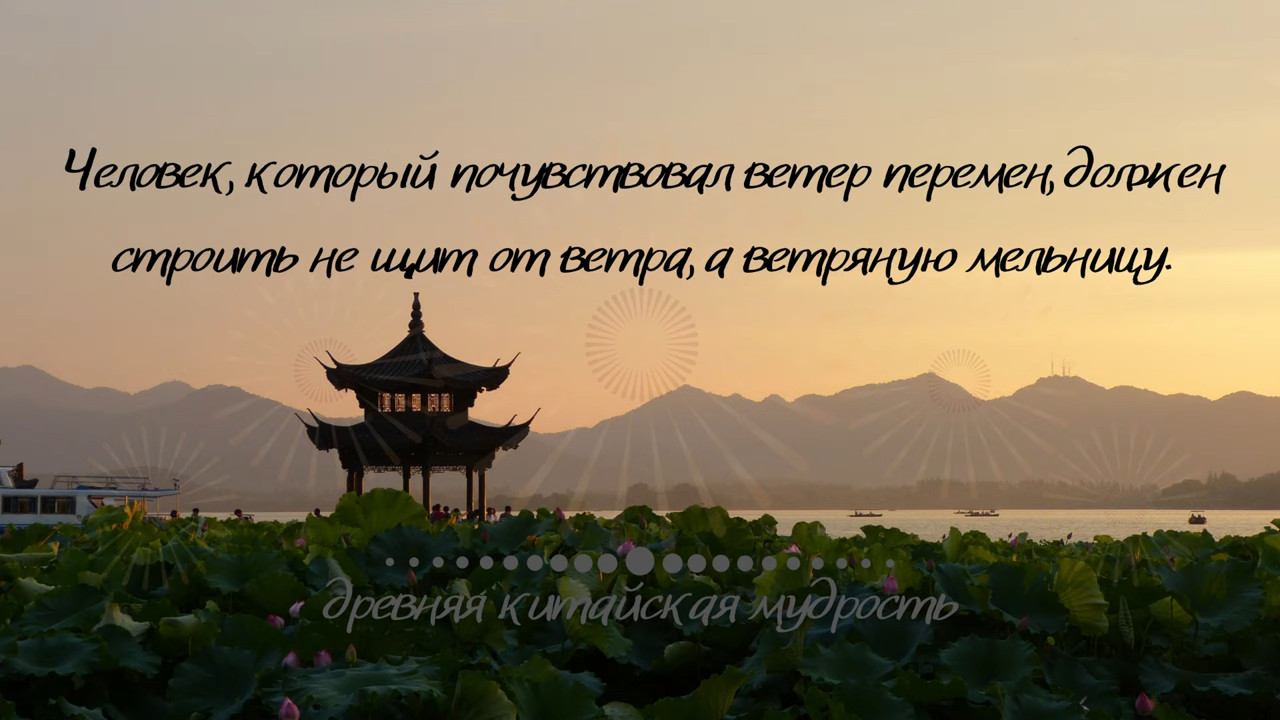 Человек, который почувствовал ветер перемен, должен
строить не щит от ветра, а ветряную мельницу.
древняя китайская мудрость